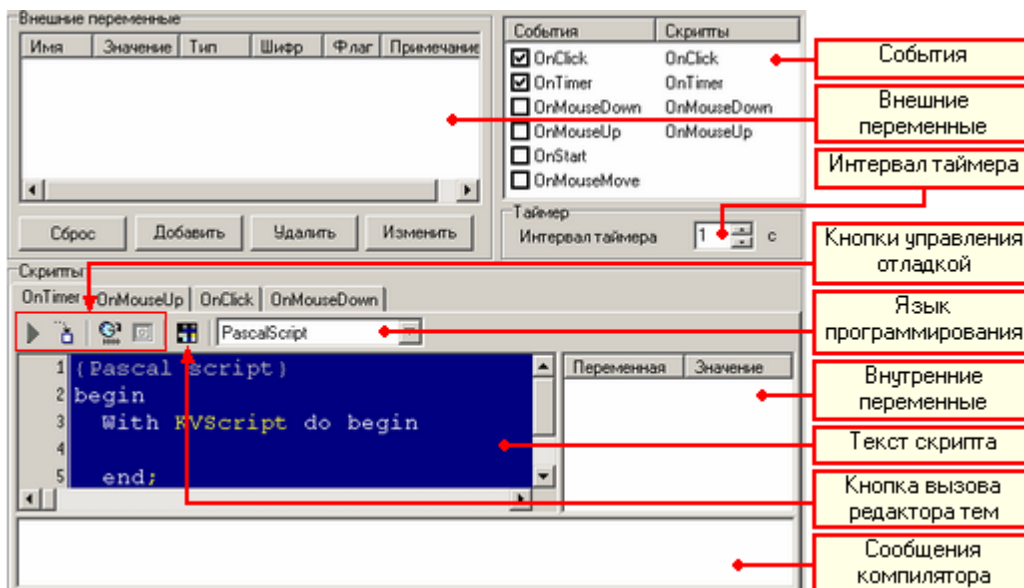 Внешние переменные
Имя Значение Тип Шифр Флаг Примечание
Сброс Добавить Удалить Изменить
События Скрипты
OnClick OnClick
OnTimer OnTimer
OnMouseDown OnMouseDown
OnMouseUp OnMouseUp
OnStart
OnMouseMove
Таймер
Интервал таймера 1 с
Скрипты
OnTimer OnMouseUp OnClick OnMouseDown
PascalScript
1 {Pascal script}
2 begin
3 With KVScript do begin
4
5 end;
Переменная Значение
События
Внешние
переменные
Интервал таймера
Кнопки управления
отладкой
Язык
программирования
Внутренние
переменные
Текст скрипта
Кнопка вызова
редактора тем
Сообщения
компилятора